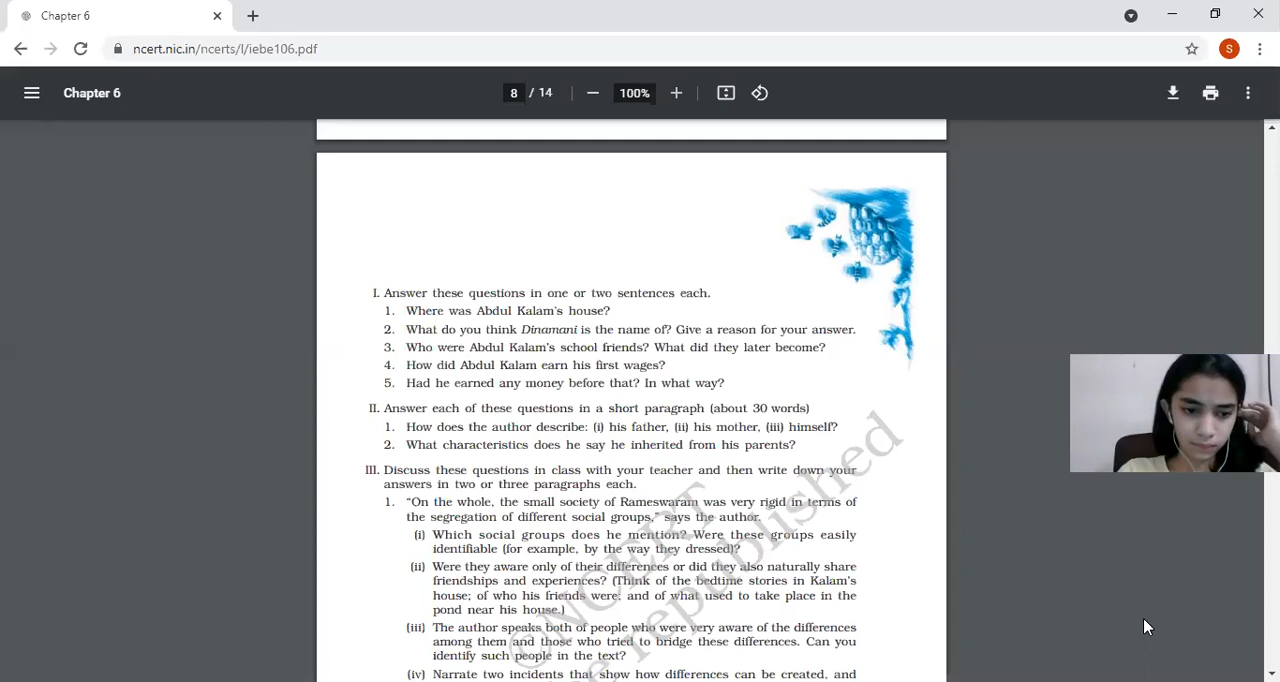 Chapter 6
ncert.nic.in/ncerts/l/iebe106.pdf
S
Chapter 6
8 / 14
100%
I. Answer these questions in one or two sentences each.
1. Where was Abdul Kalam's house?
2. What do you think Dinamani is the name of? Give a reason for your answer.
3. Who were Abdul Kalam's school friends? What did they later become?
4. How did Abdul Kalam earn his first wages?
5. Had he earned any money before that? In what way?
II. Answer each of these questions in a short paragraph (about 30 words)
1. How does the author describe: (i) his father, (ii) his mother, (iii) himself?
2. What characteristics does he say he inherited from his parents?
III. Discuss these questions in class with your teacher and then write down your
answers in two or three paragraphs each.
1. “On the whole, the small society of Rameswaram was very rigid in terms of
the segregation of different social groups,” says the author.
(i) Which social groups does he mention? Were these groups easily
identifiable (for example, by the way they dressed)?
(ii) Were they aware only of their differences or did they also naturally share
friendships and experiences? (Think of the bedtime stories in Kalam's
house; of who his friends were; and of what used to take place in the
pond near his house.)
(iii) The author speaks both of people who were very aware of the differences
among them and those who tried to bridge these differences. Can you
identify such people in the text?
(iv) Narrate two incidents that show how differences can be created, and
©NCERT
be republished